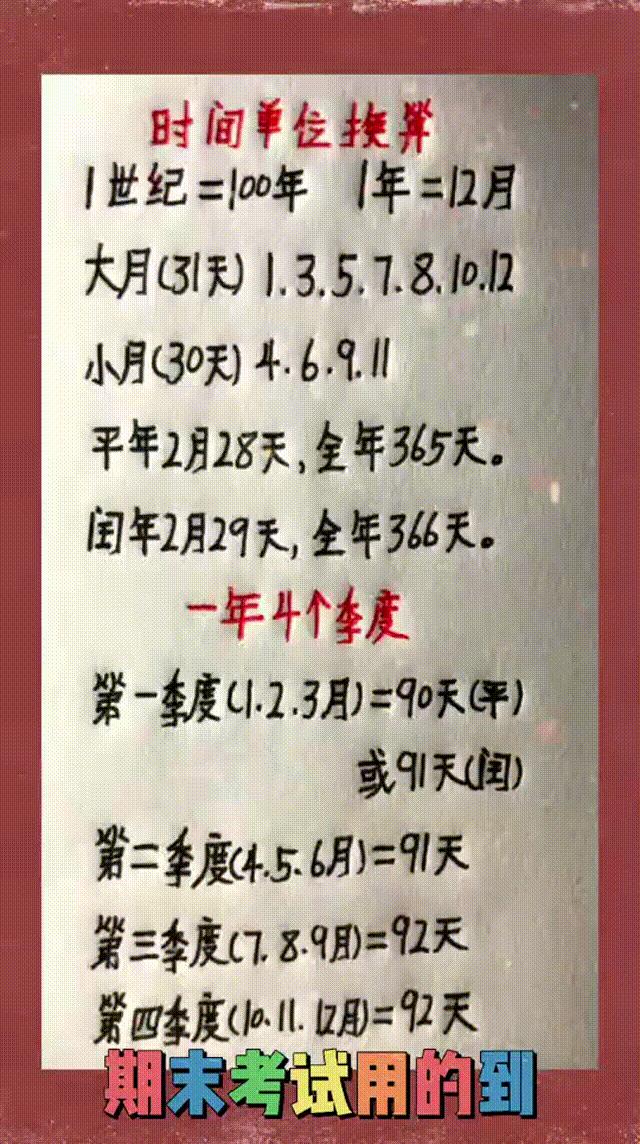 时间单位换算
1世纪=100年 1年=12月
大月(31天) 1.3.5.7.8.10.12
小月(30天) 4.6.9.11
平年2月28天,全年365天。
闰年2月29天,全年366天。
一年4个季度
第一季度(1.2.3月)=90天(平)
或91天(闰)
第二季度(4.5.6月)=91天
第三季度(7.8.9月)=92天
第四季度(10.11.12月)=92天
期末考试用的到